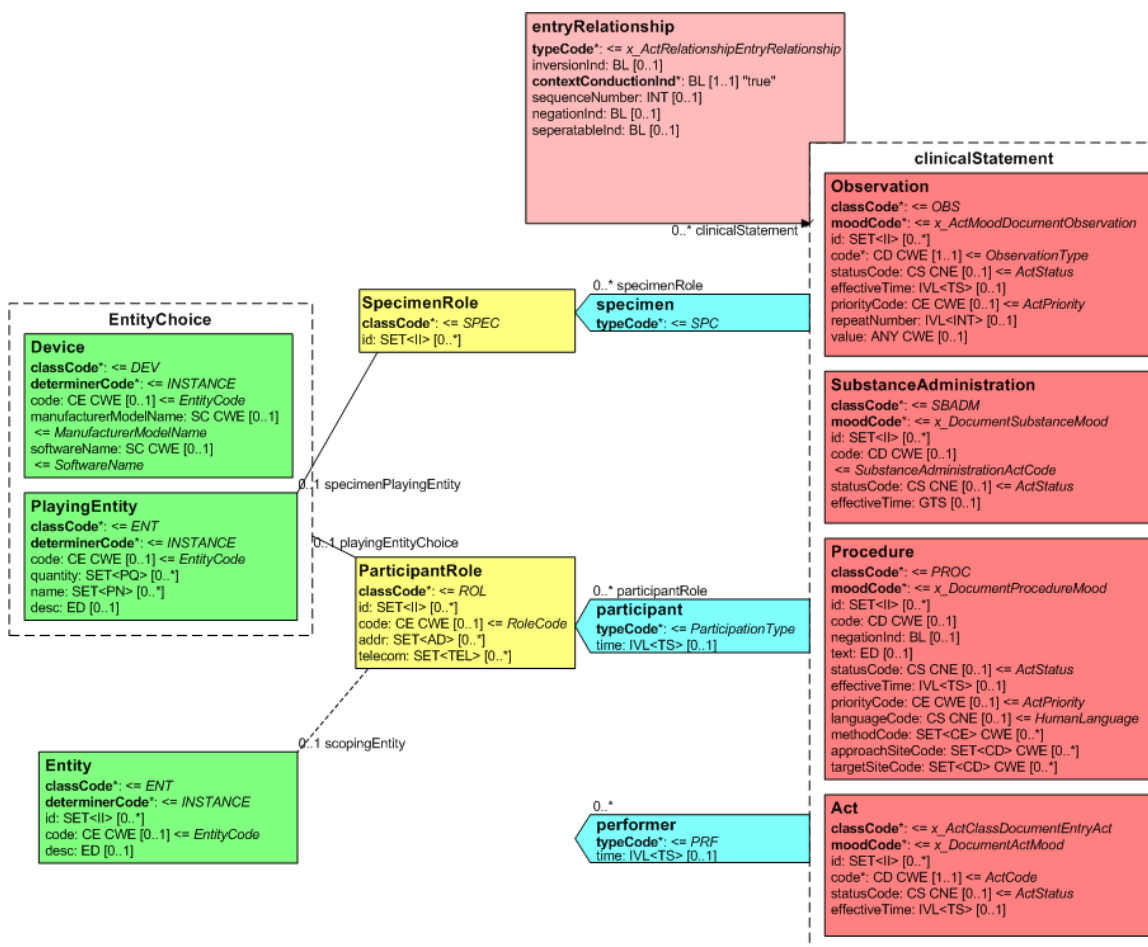 entryRelationship
typeCode*: <= x_ActRelationshipEntryRelationship
inversionInd: BL [0..1]
contextConductionInd*: BL [1..1] "true"
sequenceNumber: INT [0..1]
negationInd: BL [0..1]
seperatableInd: BL [0..1]
0..* clinicalStatement
clinicalStatement
Observation
classCode*: <= OBS
moodCode*: <= x_ActMoodDocumentObservation
id: SET<II> [0..*]
code*: CD CWE [1..1] <= ObservationType
statusCode: CS CNE [0..1] <= ActStatus
effectiveTime: IVL<TS> [0..1]
priorityCode: CE CWE [0..1] <= ActPriority
repeatNumber: IVL<INT> [0..1]
value: ANY CWE [0..1]
SubstanceAdministration
classCode*: <= SBADM
moodCode*: <= x_DocumentSubstanceMood
id: SET<II> [0..*]
code: CD CWE [0..1]
<= SubstanceAdministrationActCode
statusCode: CS CNE [0..1] <= ActStatus
effectiveTime: GTS [0..1]
Procedure
classCode*: <= PROC
moodCode*: <= x_DocumentProcedureMood
id: SET<II> [0..*]
code: CD CWE [0..1]
negationInd: BL [0..1]
text: ED [0..1]
statusCode: CS CNE [0..1] <= ActStatus
effectiveTime: IVL<TS> [0..1]
priorityCode: CE CWE [0..1] <= ActPriority
languageCode: CS CNE [0..1] <= HumanLanguage
methodCode: SET<CE> CWE [0..*]
approachSiteCode: SET<CD> CWE [0..*]
targetSiteCode: SET<CD> CWE [0..*]
Act
classCode*: <= x_ActClassDocumentEntryAct
moodCode*: <= x_DocumentActMood
id: SET<II> [0..*]
code*: CD CWE [1..1] <= ActCode
statusCode: CS CNE [0..1] <= ActStatus
effectiveTime: IVL<TS> [0..1]
0..* specimenRole
specimen
typeCode*: <= SPC
SpecimenRole
classCode*: <= SPEC
id: SET<II> [0..*]
EntityChoice
Device
classCode*: <= DEV
determinerCode*: <= INSTANCE
code: CE CWE [0..1] <= EntityCode
manufacturerModelName: SC CWE [0..1]
<= ManufacturerModelName
softwareName: SC CWE [0..1]
<= SoftwareName
0..1 specimenPlayingEntity
PlayingEntity
classCode*: <= ENT
determinerCode*: <= INSTANCE
code: CE CWE [0..1] <= EntityCode
quantity: SET<PQ> [0..*]
name: SET<PN> [0..*]
desc: ED [0..1]
0..1 playingEntityChoice
ParticipantRole
classCode*: <= ROL
id: SET<II> [0..*]
code: CE CWE [0..1] <= RoleCode
addr: SET<AD> [0..*]
telecom: SET<TEL> [0..*]
0..* participantRole
participant
typeCode*: <= ParticipationType
time: IVL<TS> [0..1]
0..1 scopingEntity
Entity
classCode*: <= ENT
determinerCode*: <= INSTANCE
id: SET<II> [0..*]
code: CE CWE [0..1] <= EntityCode
desc: ED [0..1]
0..*
performer
typeCode*: <= PRF
time: IVL<TS> [0..1]